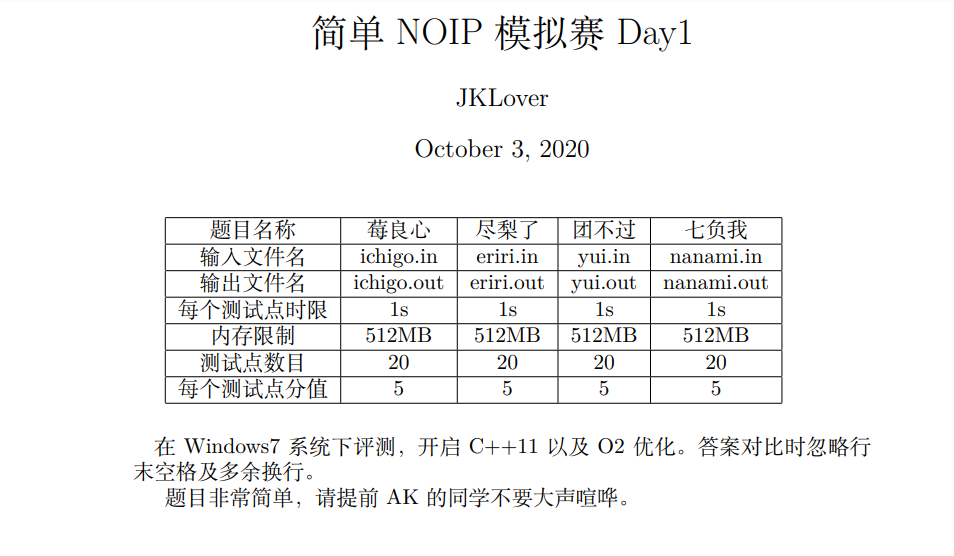 简单 NOIP 模拟赛 Day1
JKLover
October 3, 2020
题目名称 莓良心 尽梨了 团不过 七负我
输入文件名 ichigo.in eriri.in yui.in nanami.in
输出文件名 ichigo.out eriri.out yui.out nanami.out
每个测试点时限 1s 1s 1s 1s
内存限制 512MB 512MB 512MB 512MB
测试点数目 20 20 20 20
每个测试点分值 5 5 5 5
在 Windows7 系统下评测，开启 C++11 以及 O2 优化。答案对比时忽略行
末空格及多余换行。
题目非常简单，请提前 AK 的同学不要大声喧哗。